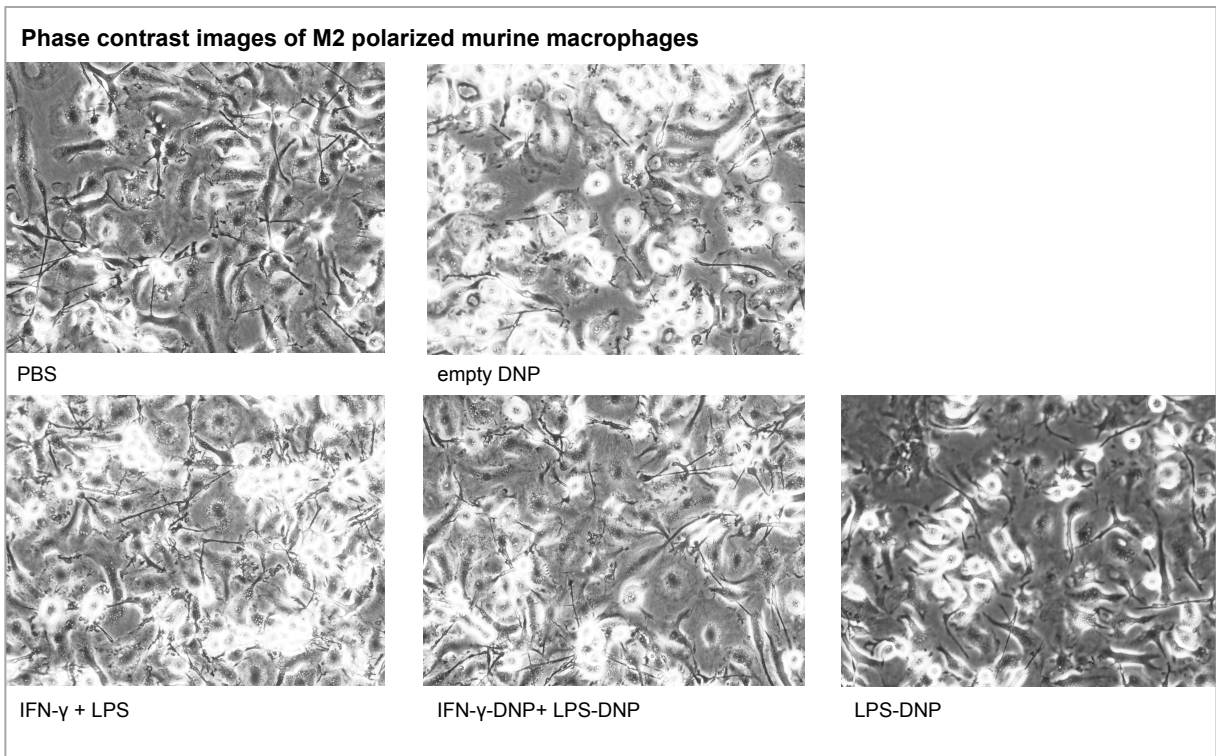 Phase contrast images of M2 polarized murine macrophages
PBS
empty DNP
IFN-γ + LPS
IFN-γ-DNP+ LPS-DNP
LPS-DNP